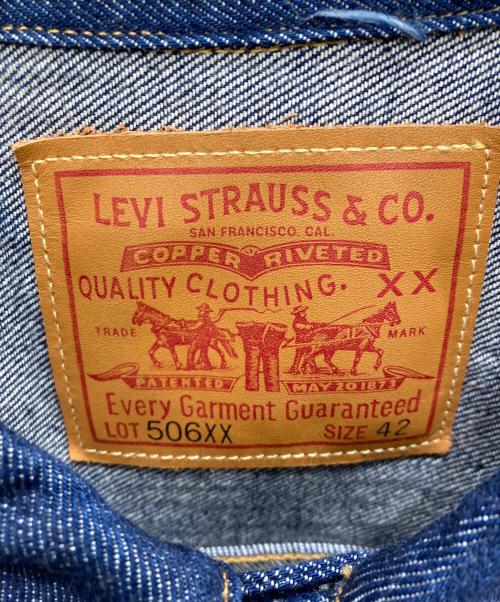 LEVI STRAUSS & CO.
SAN FRANCISCO. CAL.
COPPER RIVETED
QUALITY CLOTHING. XX
TRADE MARK
PATENTED MAY 20 1873
Every Garment Guaranteed
LOT 506XX SIZE 42